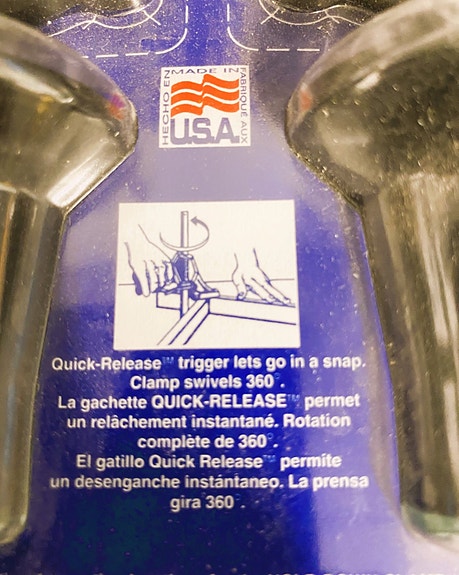 MADE IN
HECHO EN
FABRIQUÉ AUX
U.S.A.
Quick-Release™ trigger lets go in a snap.
Clamp swivels 360°.
La gachette QUICK-RELEASE™ permet
un relâchement instantané. Rotation
complète de 360°.
El gatillo Quick Release™ permite
un desenganche instántaneo. La prensa
gira 360°.